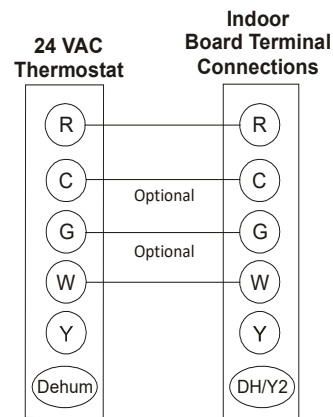 24 VAC
Thermostat
Indoor
Board Terminal
Connections
R
R
C
C
Optional
G
G
Optional
W
W
Y
Y
Dehum
DH/Y2